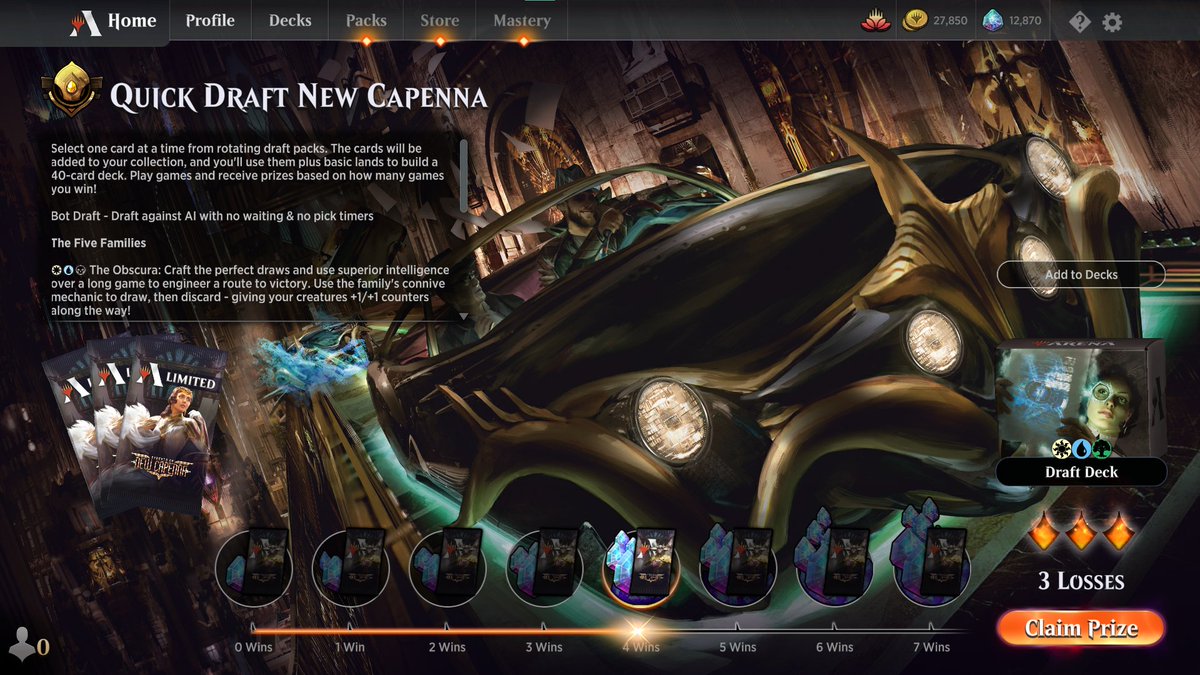 Home Profile Decks Packs Store Mastery 27,850 12,870
QUICK DRAFT NEW CAPENNA
Select one card at a time from rotating draft packs. The cards will be
added to your collection, and you'll use them plus basic lands to build a
40-card deck. Play games and receive prizes based on how many games
you win!
Bot Draft - Draft against AI with no waiting & no pick timers
The Five Families
The Obscura: Craft the perfect draws and use superior intelligence
over a long game to engineer a route to victory. Use the family's connive
mechanic to draw, then discard - giving your creatures +1/+1 counters
along the way!
Add to Decks
ARENA
LIMITED
NEW CAPENNA
Draft Deck
3 LOSSES
Claim Prize
0 Wins 1 Win 2 Wins 3 Wins 4 Wins 5 Wins 6 Wins 7 Wins
0